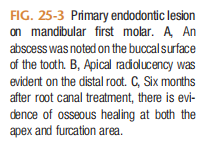 FIG. 25-3 Primary endodontic lesion
on mandibular first molar. A, An
abscess was noted on the buccal surface
of the tooth. B, Apical radiolucency was
evident on the distal root. C, Six months
after root canal treatment, there is evi-
dence of osseous healing at both the
apex and furcation area.